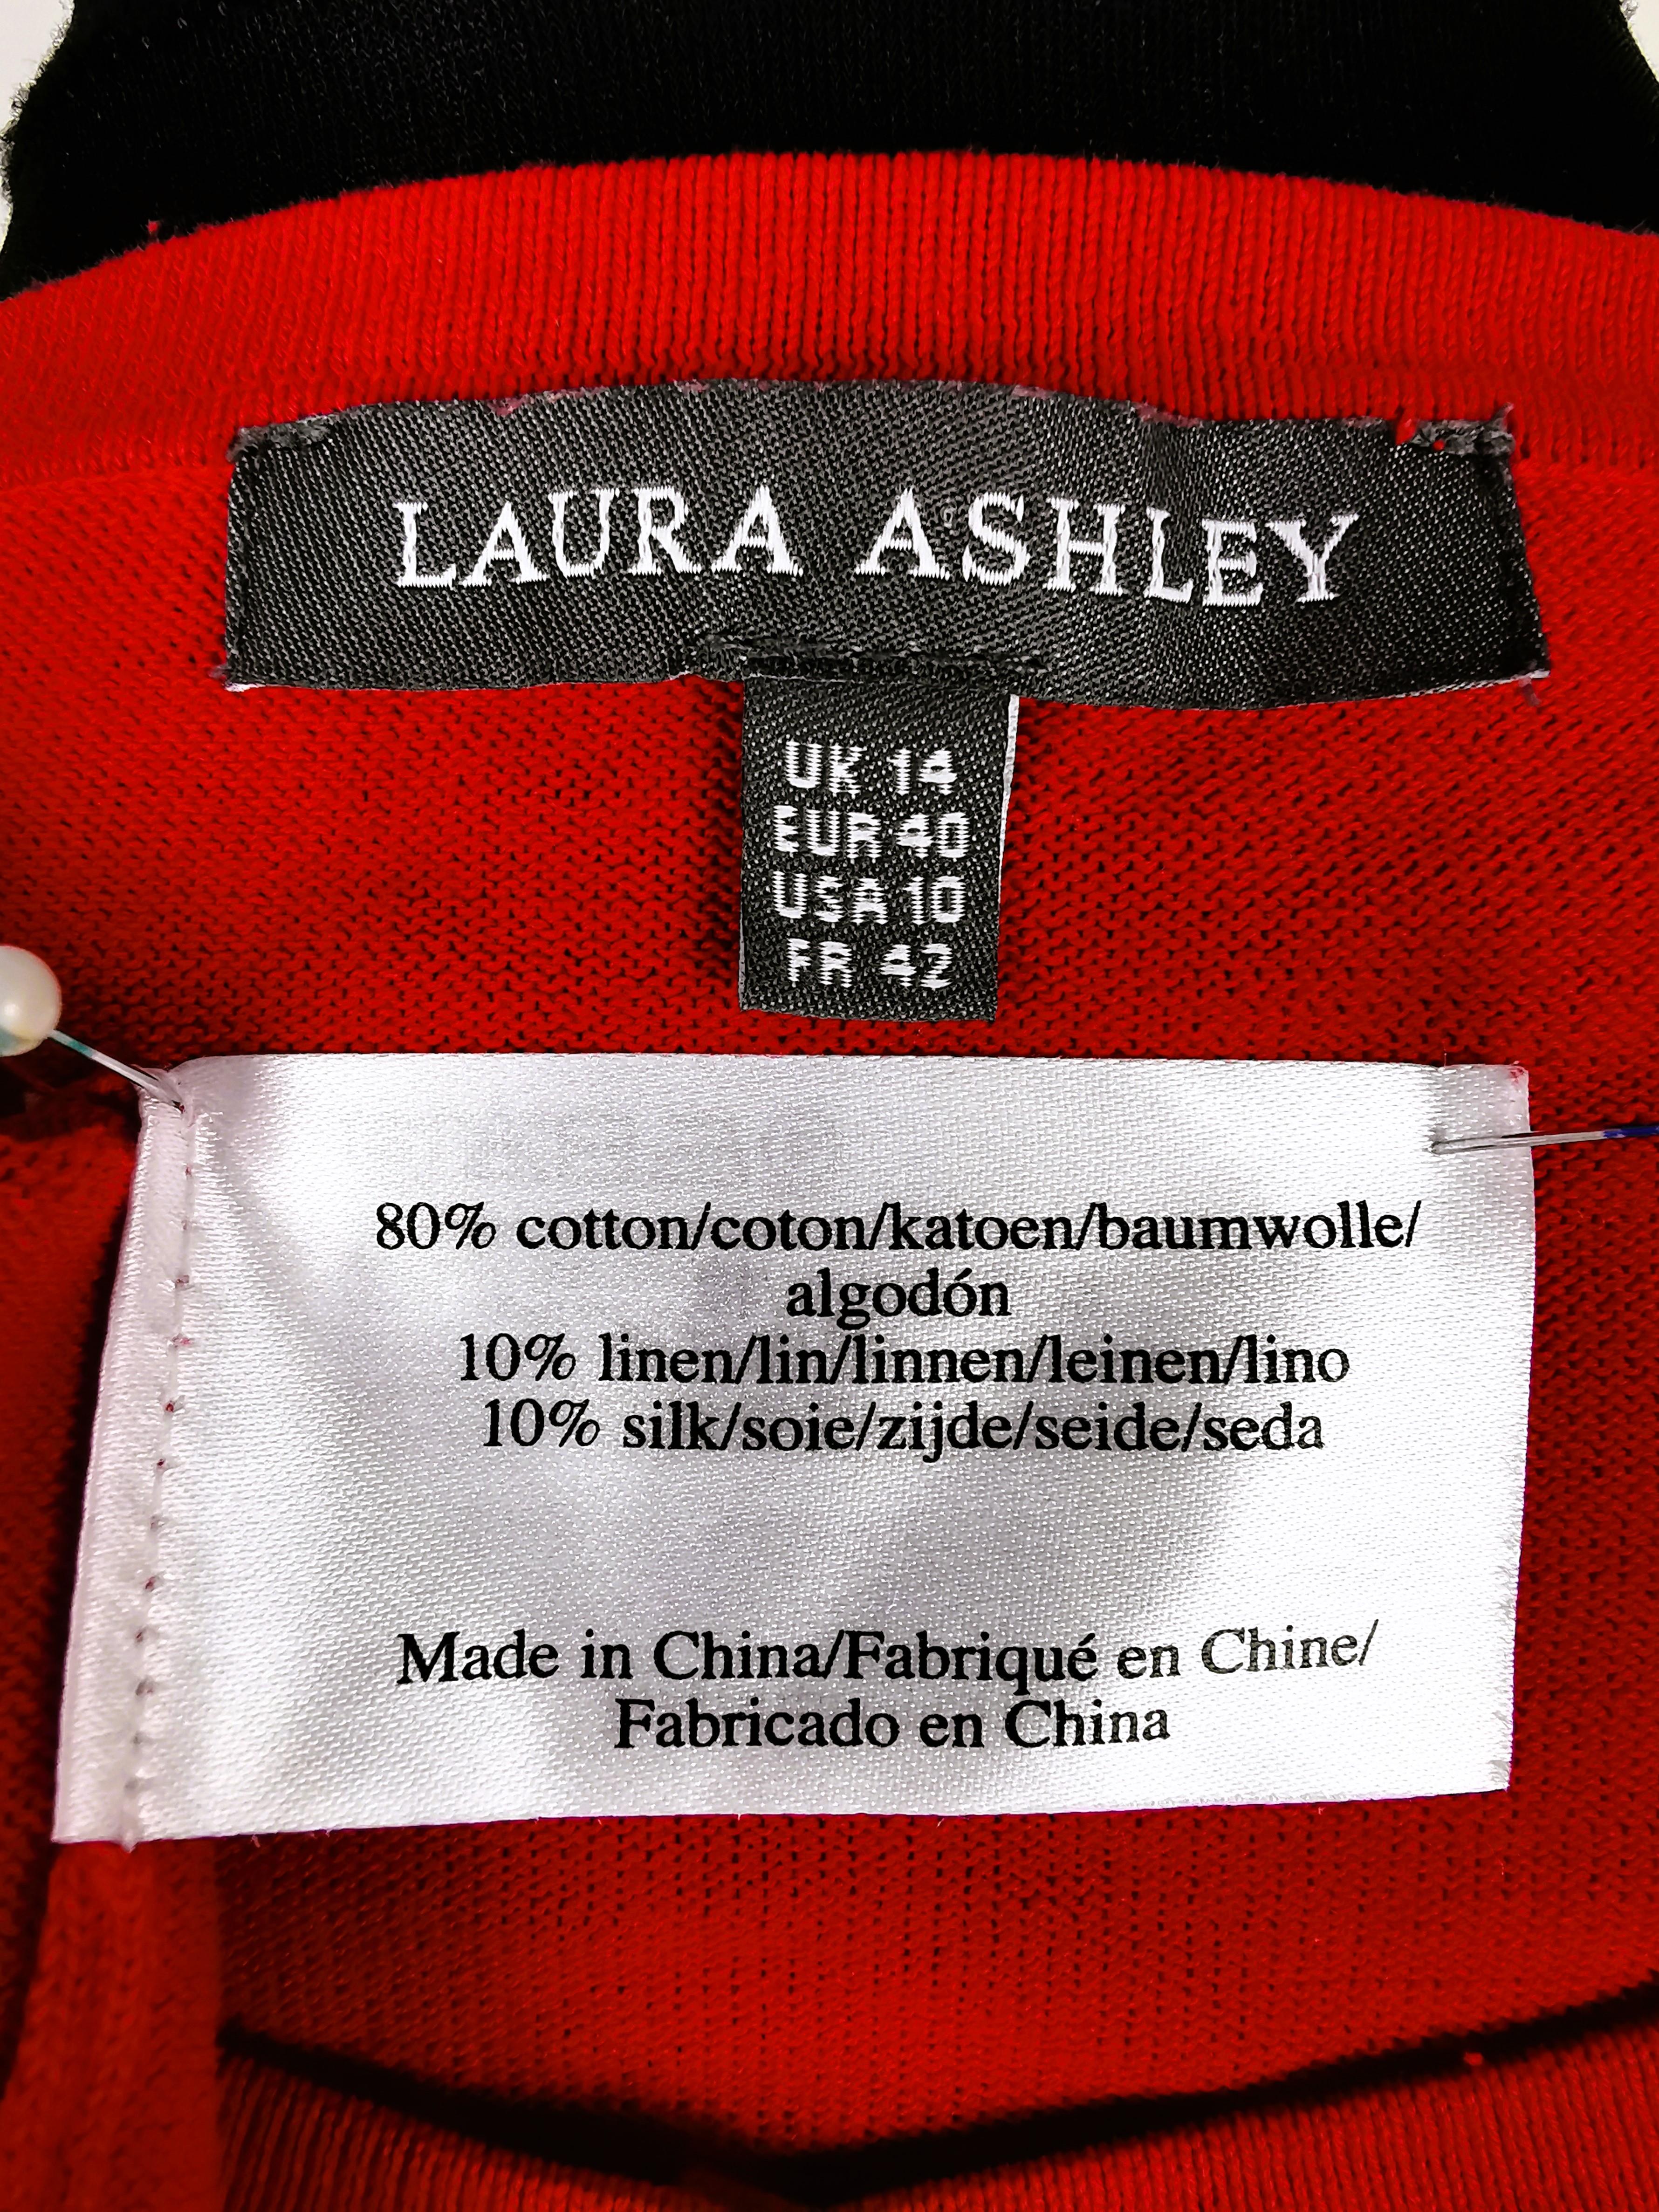 LAURA ASHLEY
UK 14
EUR 40
USA 10
FR 42
80% cotton/coton/katoen/baumwolle/
algodón
10% linen/lin/linnen/leinen/lino
10% silk/soie/zijde/seide/seda
Made in China/Fabriqué en Chine/
Fabricado en China